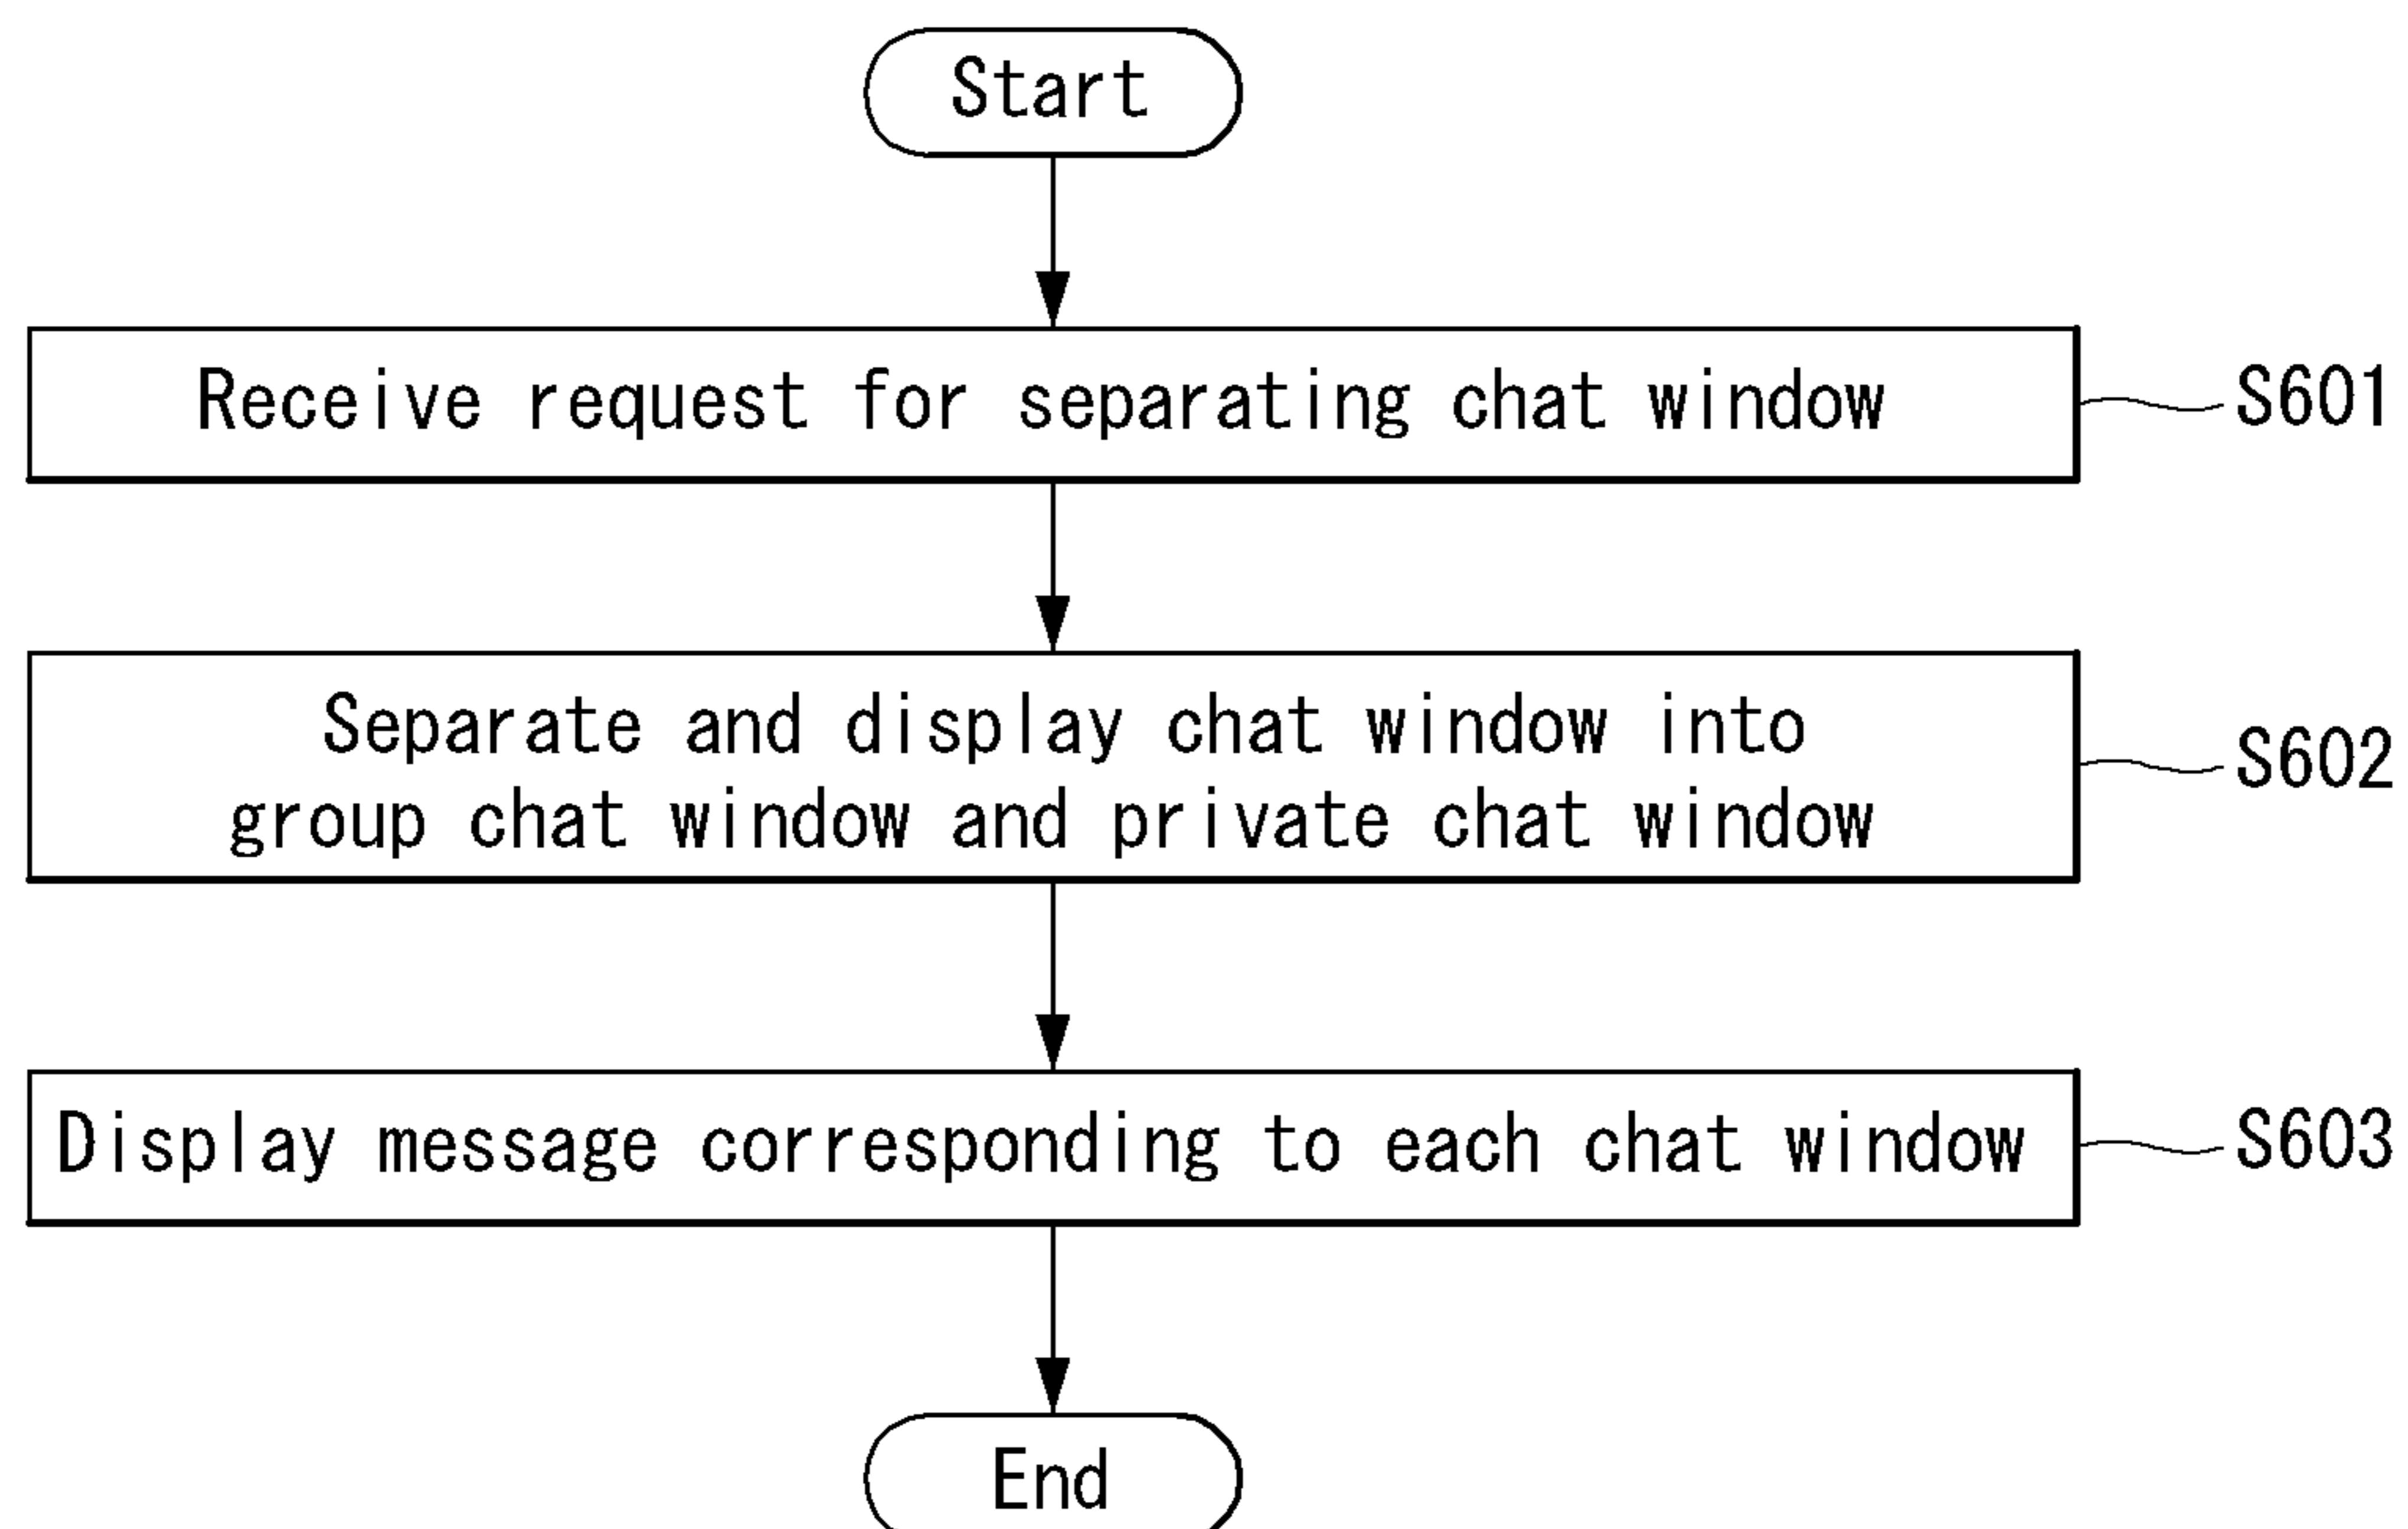 Start
Receive request for separating chat window
S601
Separate and display chat window into
group chat window and private chat window
S602
Display message corresponding to each chat window
S603
End